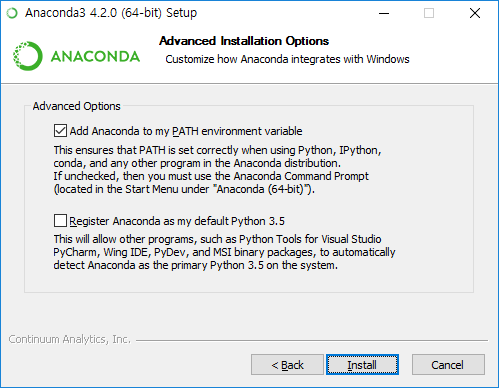 Anaconda3 4.2.0 (64-bit) Setup
Advanced Installation Options
Customize how Anaconda integrates with Windows
ANACONDA
Advanced Options
Add Anaconda to my PATH environment variable
This ensures that PATH is set correctly when using Python, IPython,
conda, and any other program in the Anaconda distribution.
If unchecked, then you must use the Anaconda Command Prompt
(located in the Start Menu under "Anaconda (64-bit)").
Register Anaconda as my default Python 3.5
This will allow other programs, such as Python Tools for Visual Studio
PyCharm, Wing IDE, PyDev, and MSI binary packages, to automatically
detect Anaconda as the primary Python 3.5 on the system.
Continuum Analytics, Inc.
< Back
Install
Cancel